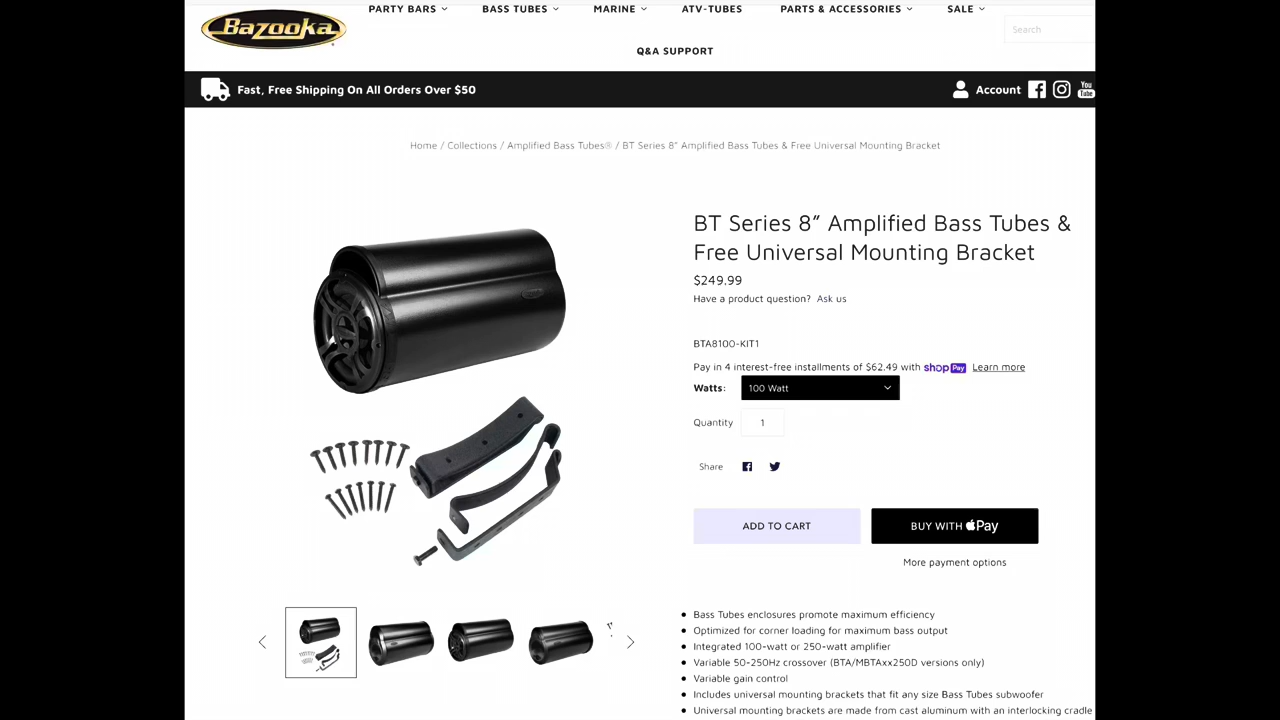 Bazooka
PARTY BARS BASS TUBES MARINE ATV-TUBES PARTS & ACCESSORIES SALE
Search
Q&A SUPPORT
Fast, Free Shipping On All Orders Over $50
Account
You
Tube
Home / Collections / Amplified Bass Tubes® / BT Series 8" Amplified Bass Tubes & Free Universal Mounting Bracket
BT Series 8” Amplified Bass Tubes &
Free Universal Mounting Bracket
$249.99
Have a product question? Ask us
BTA8100-KIT1
Pay in 4 interest-free installments of $62.49 with shop Pay Learn more
Watts: 100 Watt
Quantity 1
Share
ADD TO CART
BUY WITH Pay
More payment options
• Bass Tubes enclosures promote maximum efficiency
• Optimized for corner loading for maximum bass output
• Integrated 100-watt or 250-watt amplifier
• Variable 50-250Hz crossover (BTA/MBTAxx250D versions only)
• Variable gain control
• Includes universal mounting brackets that fit any size Bass Tubes subwoofer
• Universal mounting brackets are made from cast aluminum with an interlocking cradle